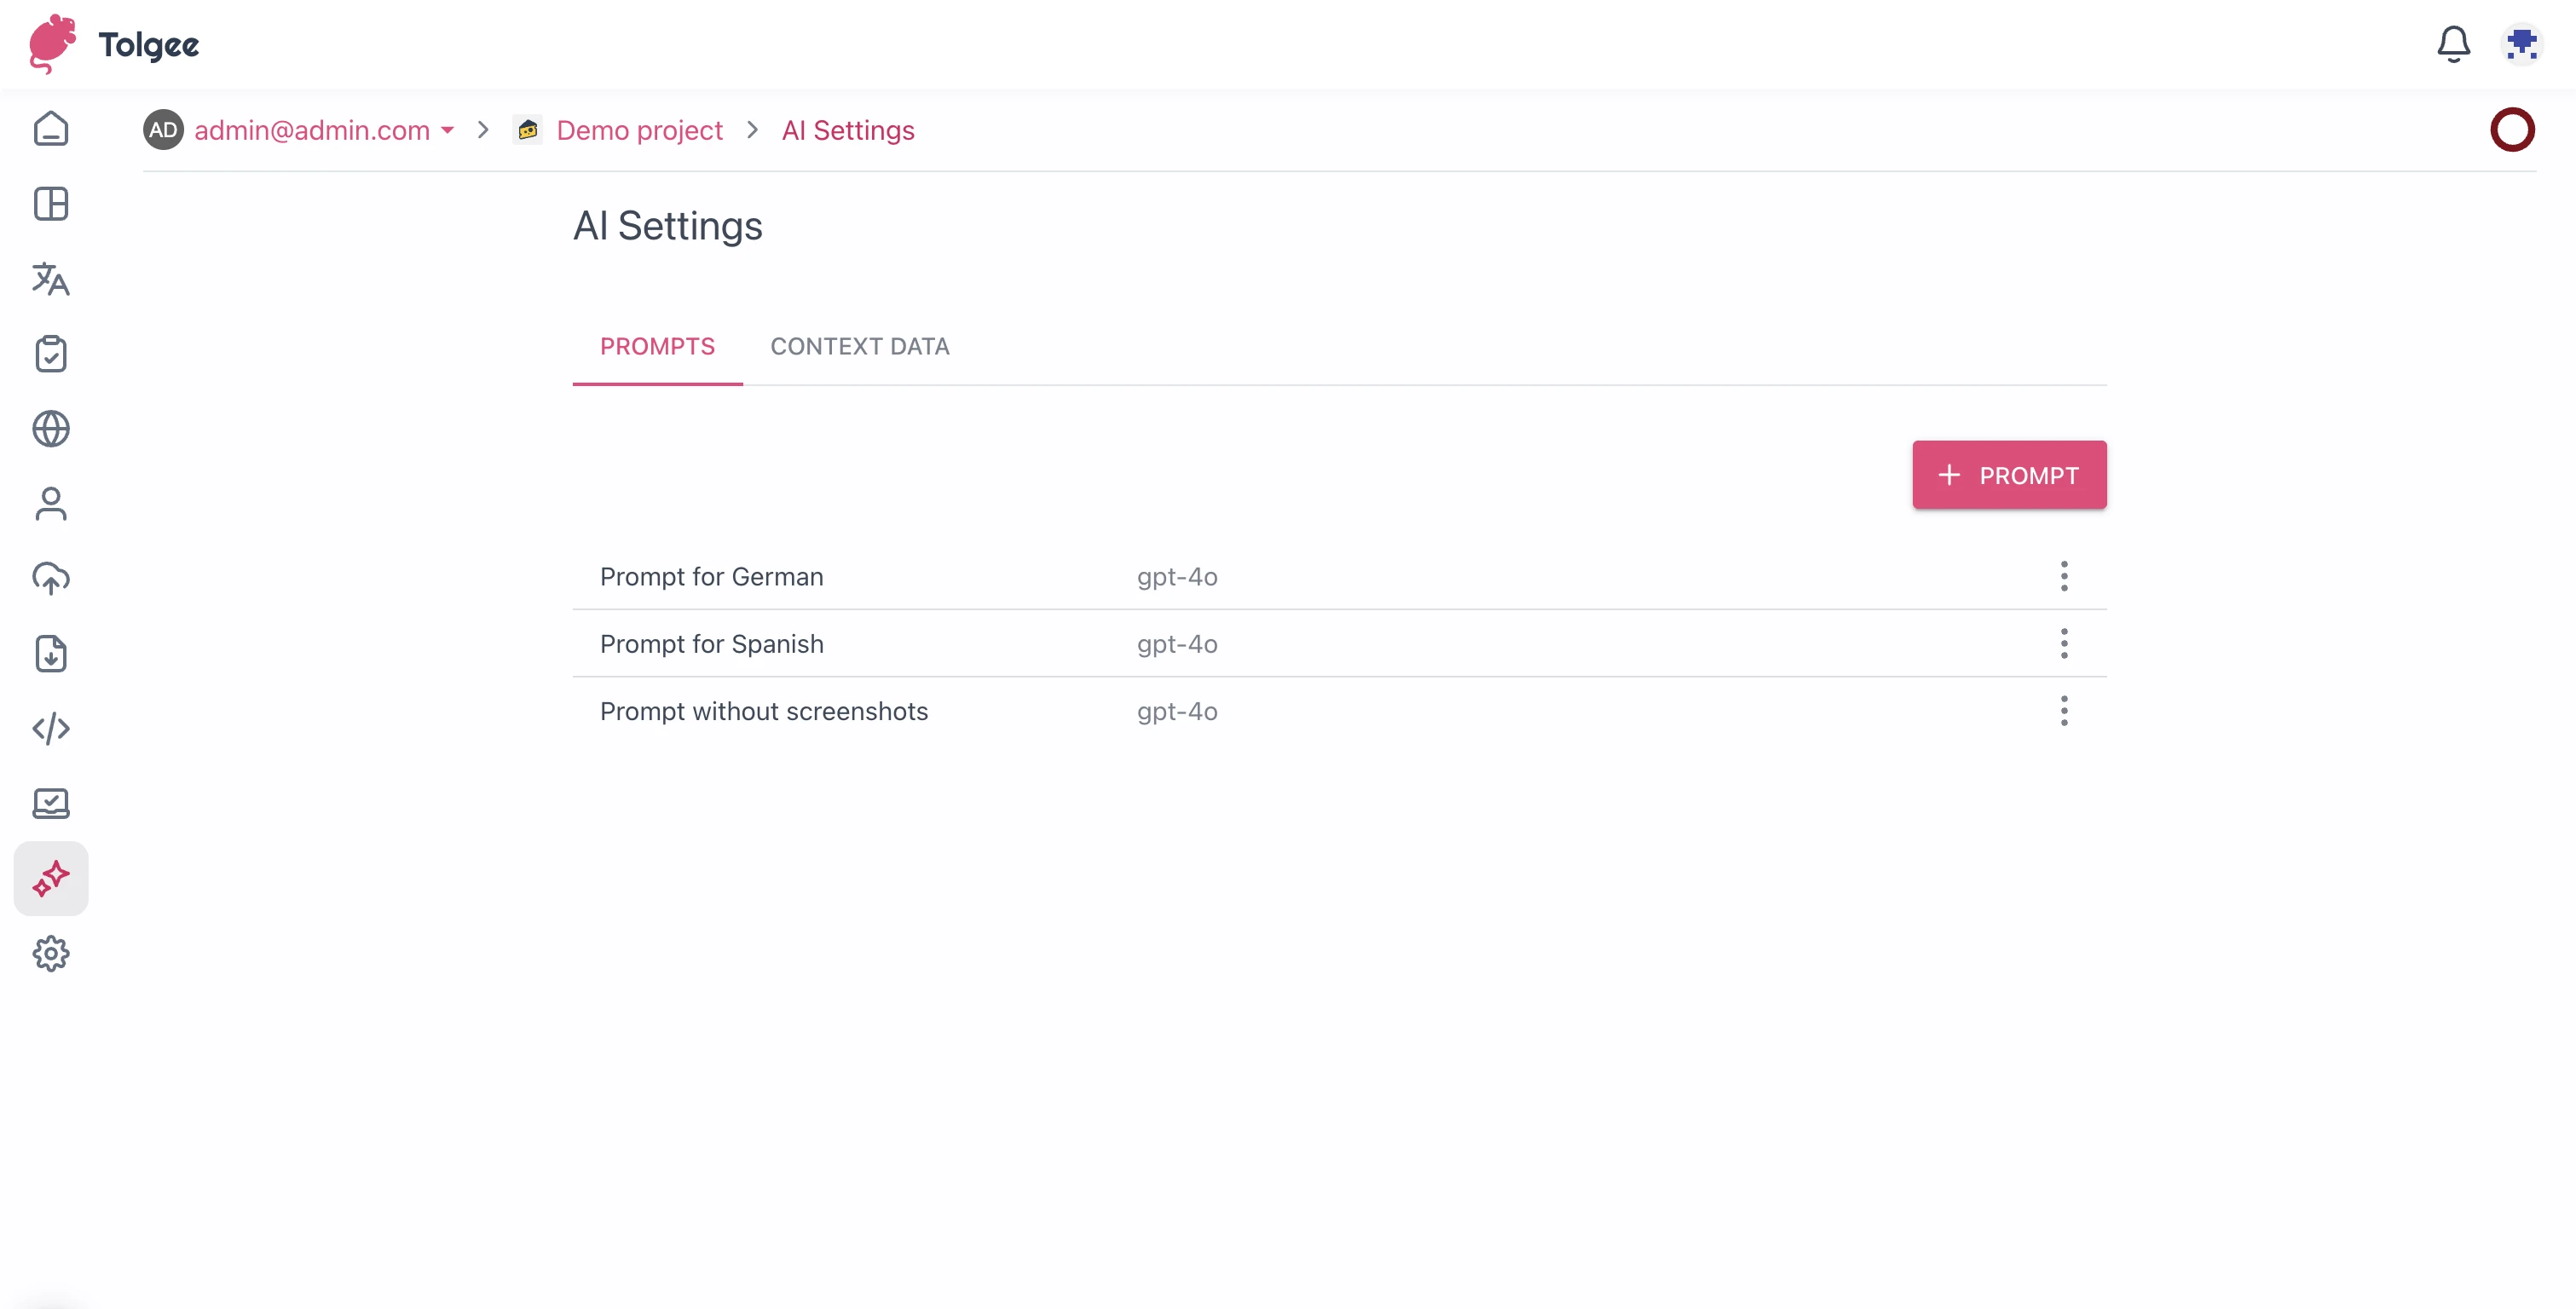 Tolgee
AD admin@admin.com > Demo project > AI Settings
AI Settings
PROMPTS CONTEXT DATA
+ PROMPT
Prompt for German gpt-4o
Prompt for Spanish gpt-4o
Prompt without screenshots gpt-4o